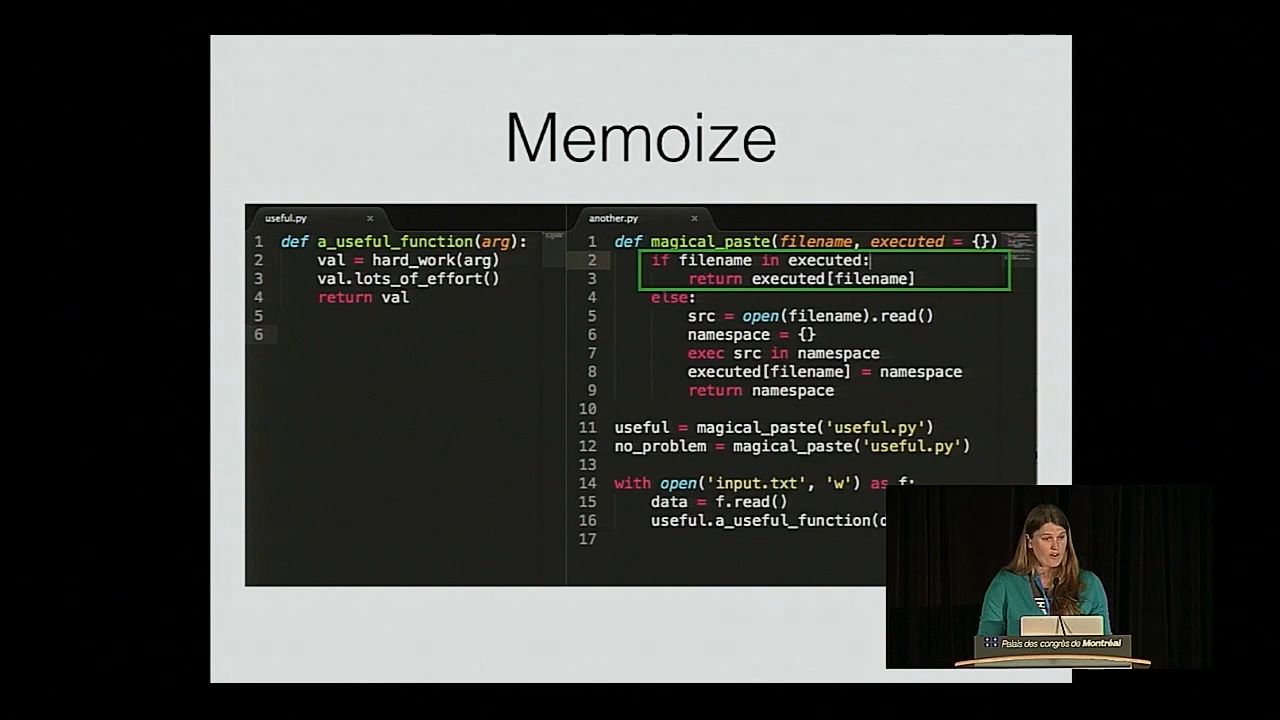 Memoize
useful.py x
1 def a_useful_function(arg):
2 val = hard_work(arg)
3 val.lots_of_effort()
4 return val
5
6
another.py x
1 def magical_paste(filename, executed = {})
2 if filename in executed:
3 return executed[filename]
4 else:
5 src = open(filename).read()
6 namespace = {}
7 exec src in namespace
8 executed[filename] = namespace
9 return namespace
10
11 useful = magical_paste('useful.py')
12 no_problem = magical_paste('useful.py')
13
14 with open('input.txt', 'w') as f:
15 data = f.read()
16 useful.a_useful_function(
17
Palais des congrès de Montréal